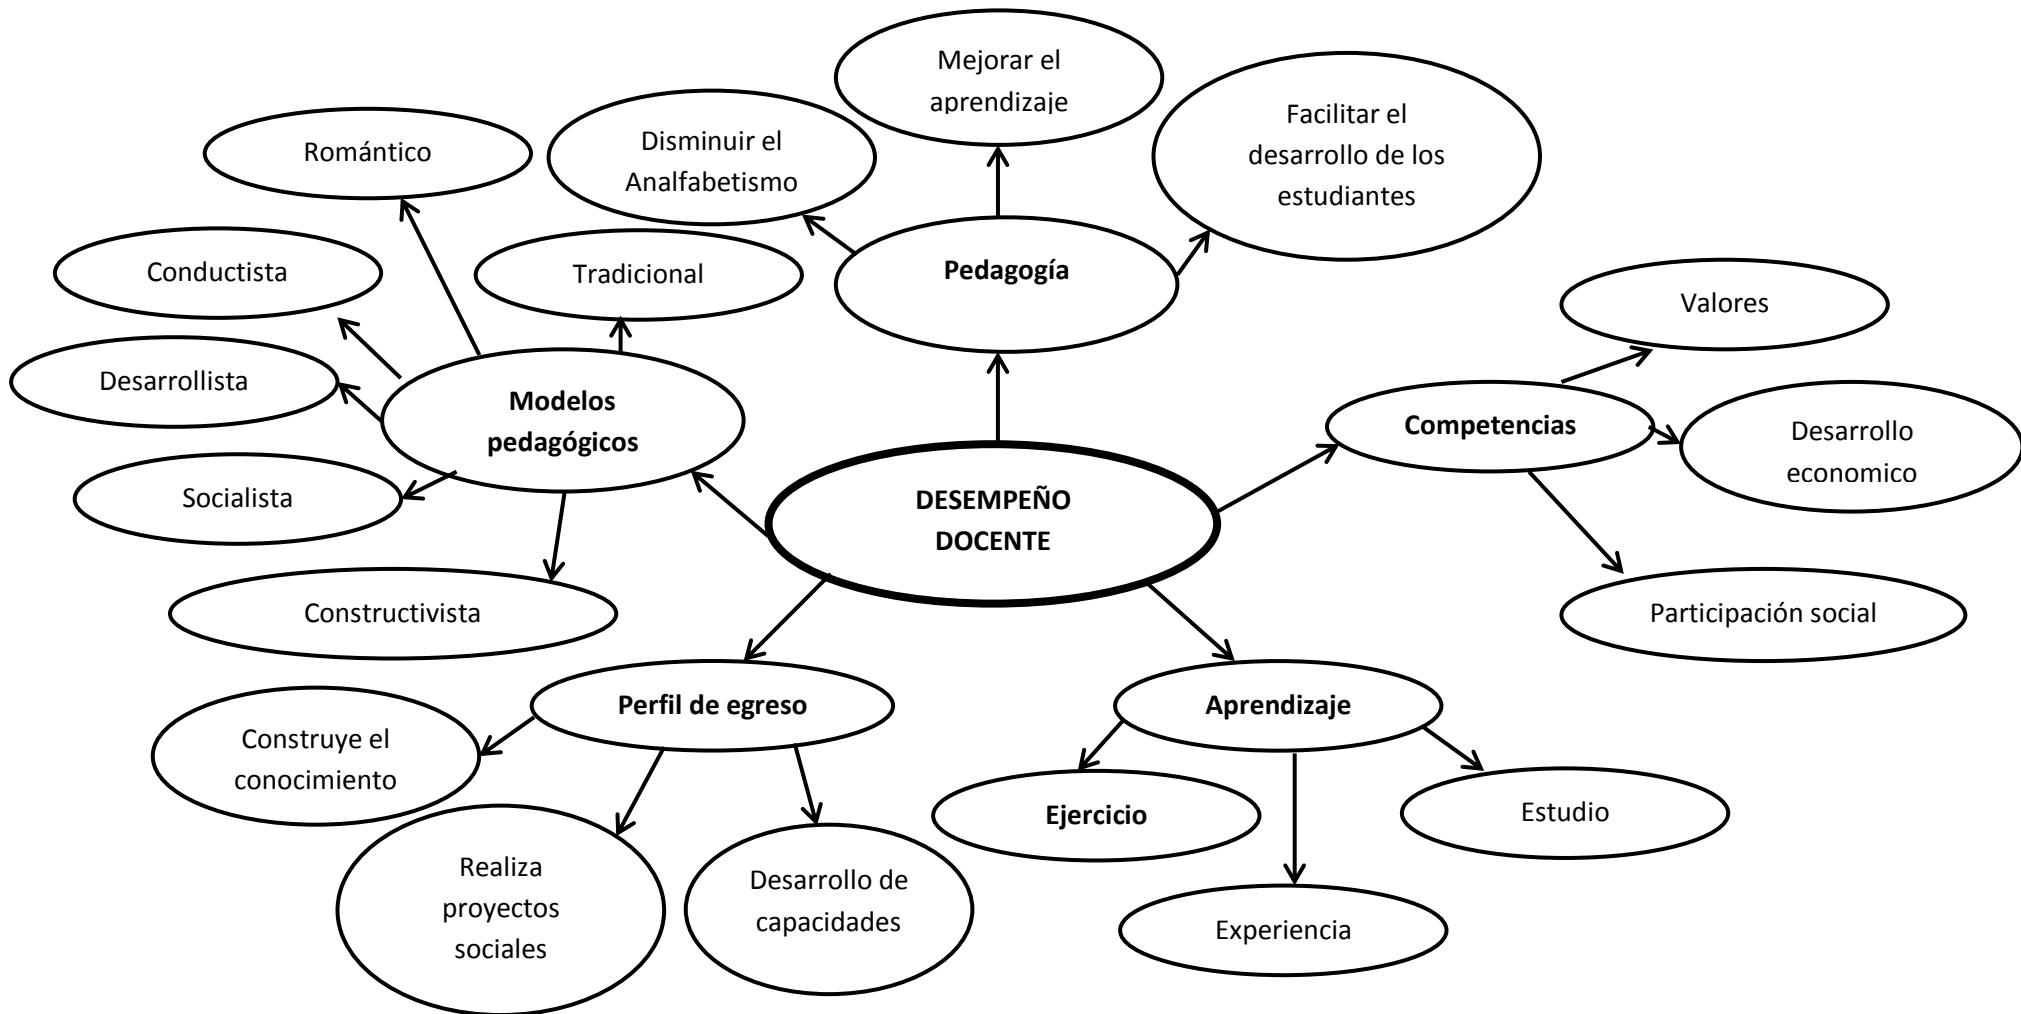 Mejorar el
aprendizaje
Facilitar el
desarrollo de los
estudiantes
Disminuir el
Analfabetismo
Romántico
Conductista
Tradicional
Pedagogía
Valores
Desarrollista
Modelos
pedagógicos
Competencias
Desarrollo
economico
Socialista
DESEMPEÑO
DOCENTE
Constructivista
Participación social
Perfil de egreso
Aprendizaje
Construye el
conocimiento
Ejercicio
Estudio
Realiza
proyectos
sociales
Desarrollo de
capacidades
Experiencia